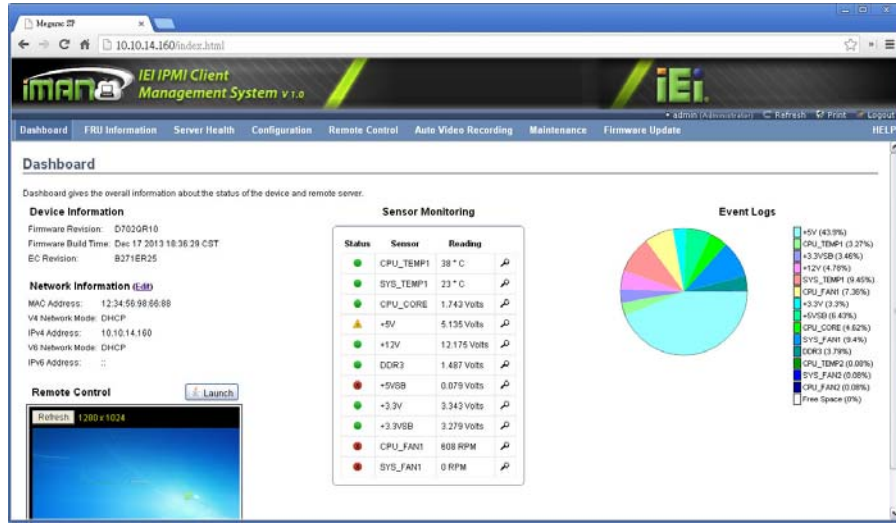 Megarac SP
10.10.14.160/index.html
iMAN
IEI IPMI Client
Management System v 1.0
iEi
admin (Administrator) Refresh Print Logout
Dashboard FRU Information Server Health Configuration Remote Control Auto Video Recording Maintenance Firmware Update HELP
Dashboard
Dashboard gives the overall information about the status of the device and remote server.
Device Information
Firmware Revision: D702GR10
Firmware Build Time: Dec 17 2013 18:36:29 CST
EC Revision: B271ER25
Network Information (Edit)
MAC Address: 12:34:56:98:66:88
V4 Network Mode: DHCP
IPv4 Address: 10.10.14.160
V6 Network Mode: DHCP
IPv6 Address: ::
Remote Control Launch
Refresh 1280 x 1024
Sensor Monitoring
Status Sensor Reading
CPU_TEMP1 38 ° C
SYS_TEMP1 23 ° C
CPU_CORE 1.743 Volts
+5V 5.135 Volts
+12V 12.175 Volts
DDR3 1.487 Volts
+5VSB 0.079 Volts
+3.3V 3.343 Volts
+3.3VSB 3.279 Volts
CPU_FAN1 608 RPM
SYS_FAN1 0 RPM
Event Logs
+5V (43.9%)
CPU_TEMP1 (3.27%)
+3.3VSB (3.46%)
+12V (4.78%)
SYS_TEMP1 (9.45%)
CPU_FAN1 (7.36%)
+3.3V (3.3%)
+5VSB (6.43%)
CPU_CORE (4.62%)
SYS_FAN1 (9.4%)
DDR3 (3.79%)
CPU_TEMP2 (0.08%)
SYS_FAN2 (0.08%)
CPU_FAN2 (0.08%)
Free Space (0%)